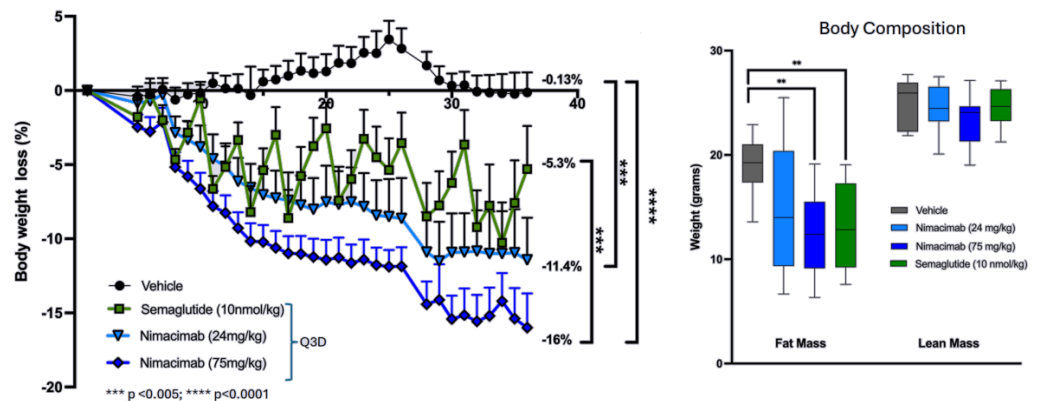 Body weight loss (%)
5
0
-5
-10
-15
-20
20
30
40
-0.13%
-5.3%
-11.4%
-16%
***
***
****
Vehicle
Semaglutide (10nmol/kg)
Nimacimab (24mg/kg)
Nimacimab (75mg/kg)
Q3D
*** p <0.005; **** p<0.0001
Body Composition
Weight (grams)
30
20
10
0
**
**
Vehicle
Nimacimab (24 mg/kg)
Nimacimab (75 mg/kg)
Semaglutide (10 nmol/kg)
Fat Mass
Lean Mass